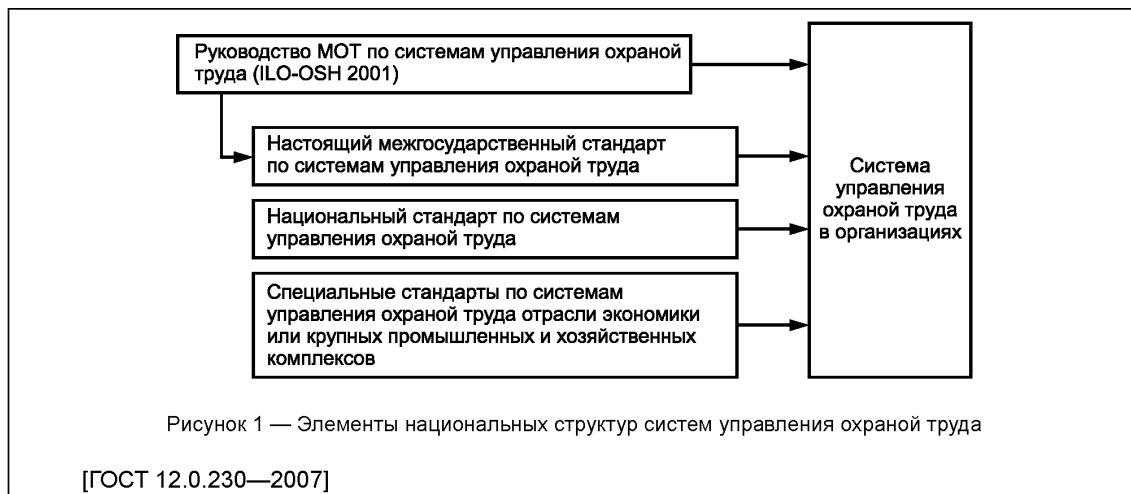 Руководство МОТ по системам управления охраной
труда (ILO-OSH 2001)
Настоящий межгосударственный стандарт
по системам управления охраной труда
Национальный стандарт по системам
управления охраной труда
Специальные стандарты по системам
управления охраной труда отрасли экономики
или крупных промышленных и хозяйственных
комплексов
Система
управления
охраной труда
в организациях
Рисунок 1 — Элементы национальных структур систем управления охраной труда
[ГОСТ 12.0.230—2007]